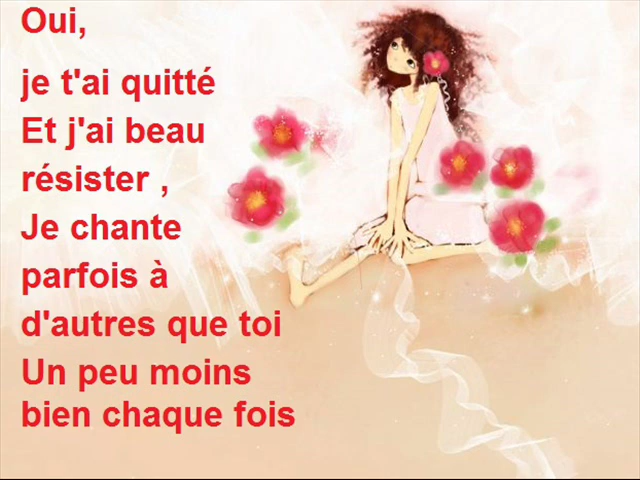 Oui,
je t'ai quitté
Et j'ai beau
résister ,
Je chante
parfois à
d'autres que toi
Un peu moins
bien chaque fois